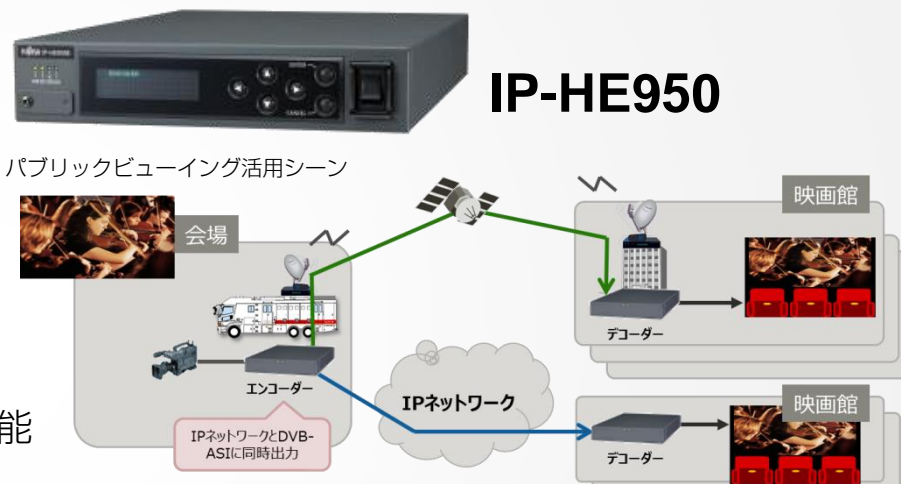 FUJITSU IP-HE950
IP-HE950
パブリックビューイング活用シーン
会場
映画館
デコーダー
エンコーダー
IPネットワーク
能
IPネットワークとDVB-
ASIに同時出力
映画館
デコーダー